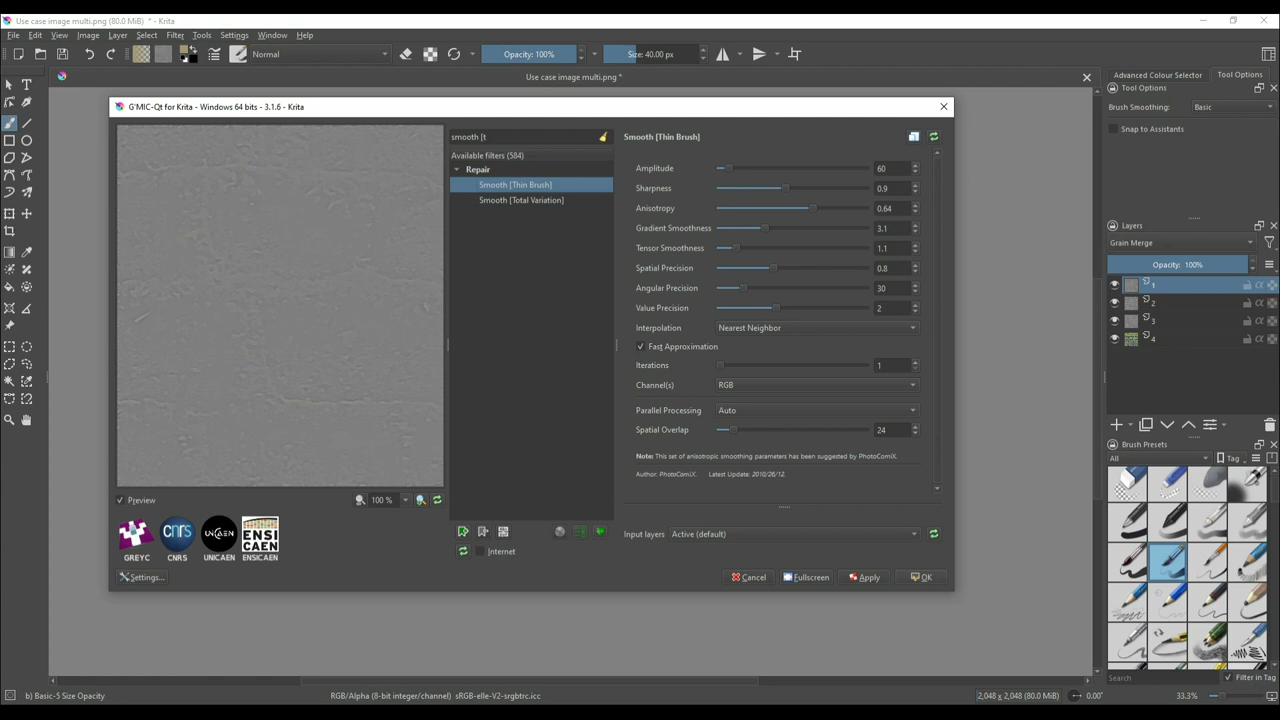 Use case image multi.png (80.0 MiB) * - Krita
File Edit View Image Layer Select Filter Tools Settings Window Help
Normal Opacity: 100% Size: 40.00 px
Use case image multi.png *
G'MIC-Qt for Krita - Windows 64 bits - 3.1.6 - Krita
smooth [t
Available filters (584)
Repair
Smooth [Thin Brush]
Smooth [Total Variation]
Preview
100 %
GREYC
cnrs
CNRS
UNICAEN
UNICAEN
ENSI
CAEN
ENSICAEN
Settings...
Internet
Smooth [Thin Brush]
Amplitude 60
Sharpness 0.9
Anisotropy 0.64
Gradient Smoothness 3.1
Tensor Smoothness 1.1
Spatial Precision 0.8
Angular Precision 30
Value Precision 2
Interpolation Nearest Neighbor
Fast Approximation
Iterations 1
Channel(s) RGB
Parallel Processing Auto
Spatial Overlap 24
Note: This set of anisotropic smoothing parameters has been suggested by PhotoComiX.
Author: PhotoComiX. Latest Update: 2010/26/12.
Input layers Active (default)
Cancel Fullscreen Apply OK
Advanced Colour Selector Tool Options
Tool Options
Brush Smoothing: Basic
Snap to Assistants
Layers
Grain Merge
Opacity: 100%
1
2
3
4
Brush Presets
All Tag
Search Filter in Tag
b) Basic-5 Size Opacity RGB/Alpha (8-bit integer/channel) sRGB-elle-V2-srgbtrc.icc 2,048 x 2,048 (80.0 MiB) 0.00° 33.3%